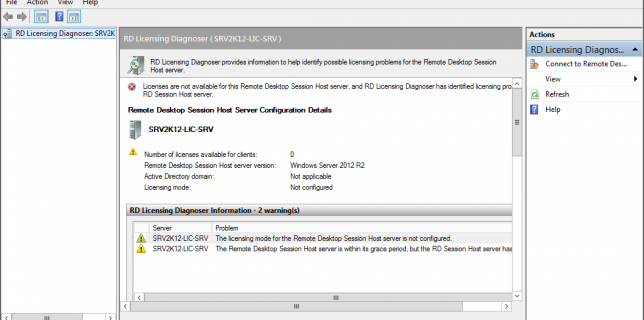 File Action View Help
RD Licensing Diagnoser: SRV2K
RD Licensing Diagnoser ( SRV2K12-LIC-SRV )
RD Licensing Diagnoser provides information to help identify possible licensing problems for the Remote Desktop Session
Host server.
Licenses are not available for this Remote Desktop Session Host server, and RD Licensing Diagnoser has identified licensing pro
RD Session Host server.
Remote Desktop Session Host Server Configuration Details
SRV2K12-LIC-SRV
Number of licenses available for clients: 0
Remote Desktop Session Host server version: Windows Server 2012 R2
Active Directory domain: Not applicable
Licensing mode: Not configured
RD Licensing Diagnoser Information - 2 warning(s)
Server Problem
SRV2K12-LIC-SRV The licensing mode for the Remote Desktop Session Host server is not configured.
SRV2K12-LIC-SRV The Remote Desktop Session Host server is within its grace period, but the RD Session Host server has
Actions
RD Licensing Diagnos...
Connect to Remote Des...
View
Refresh
Help